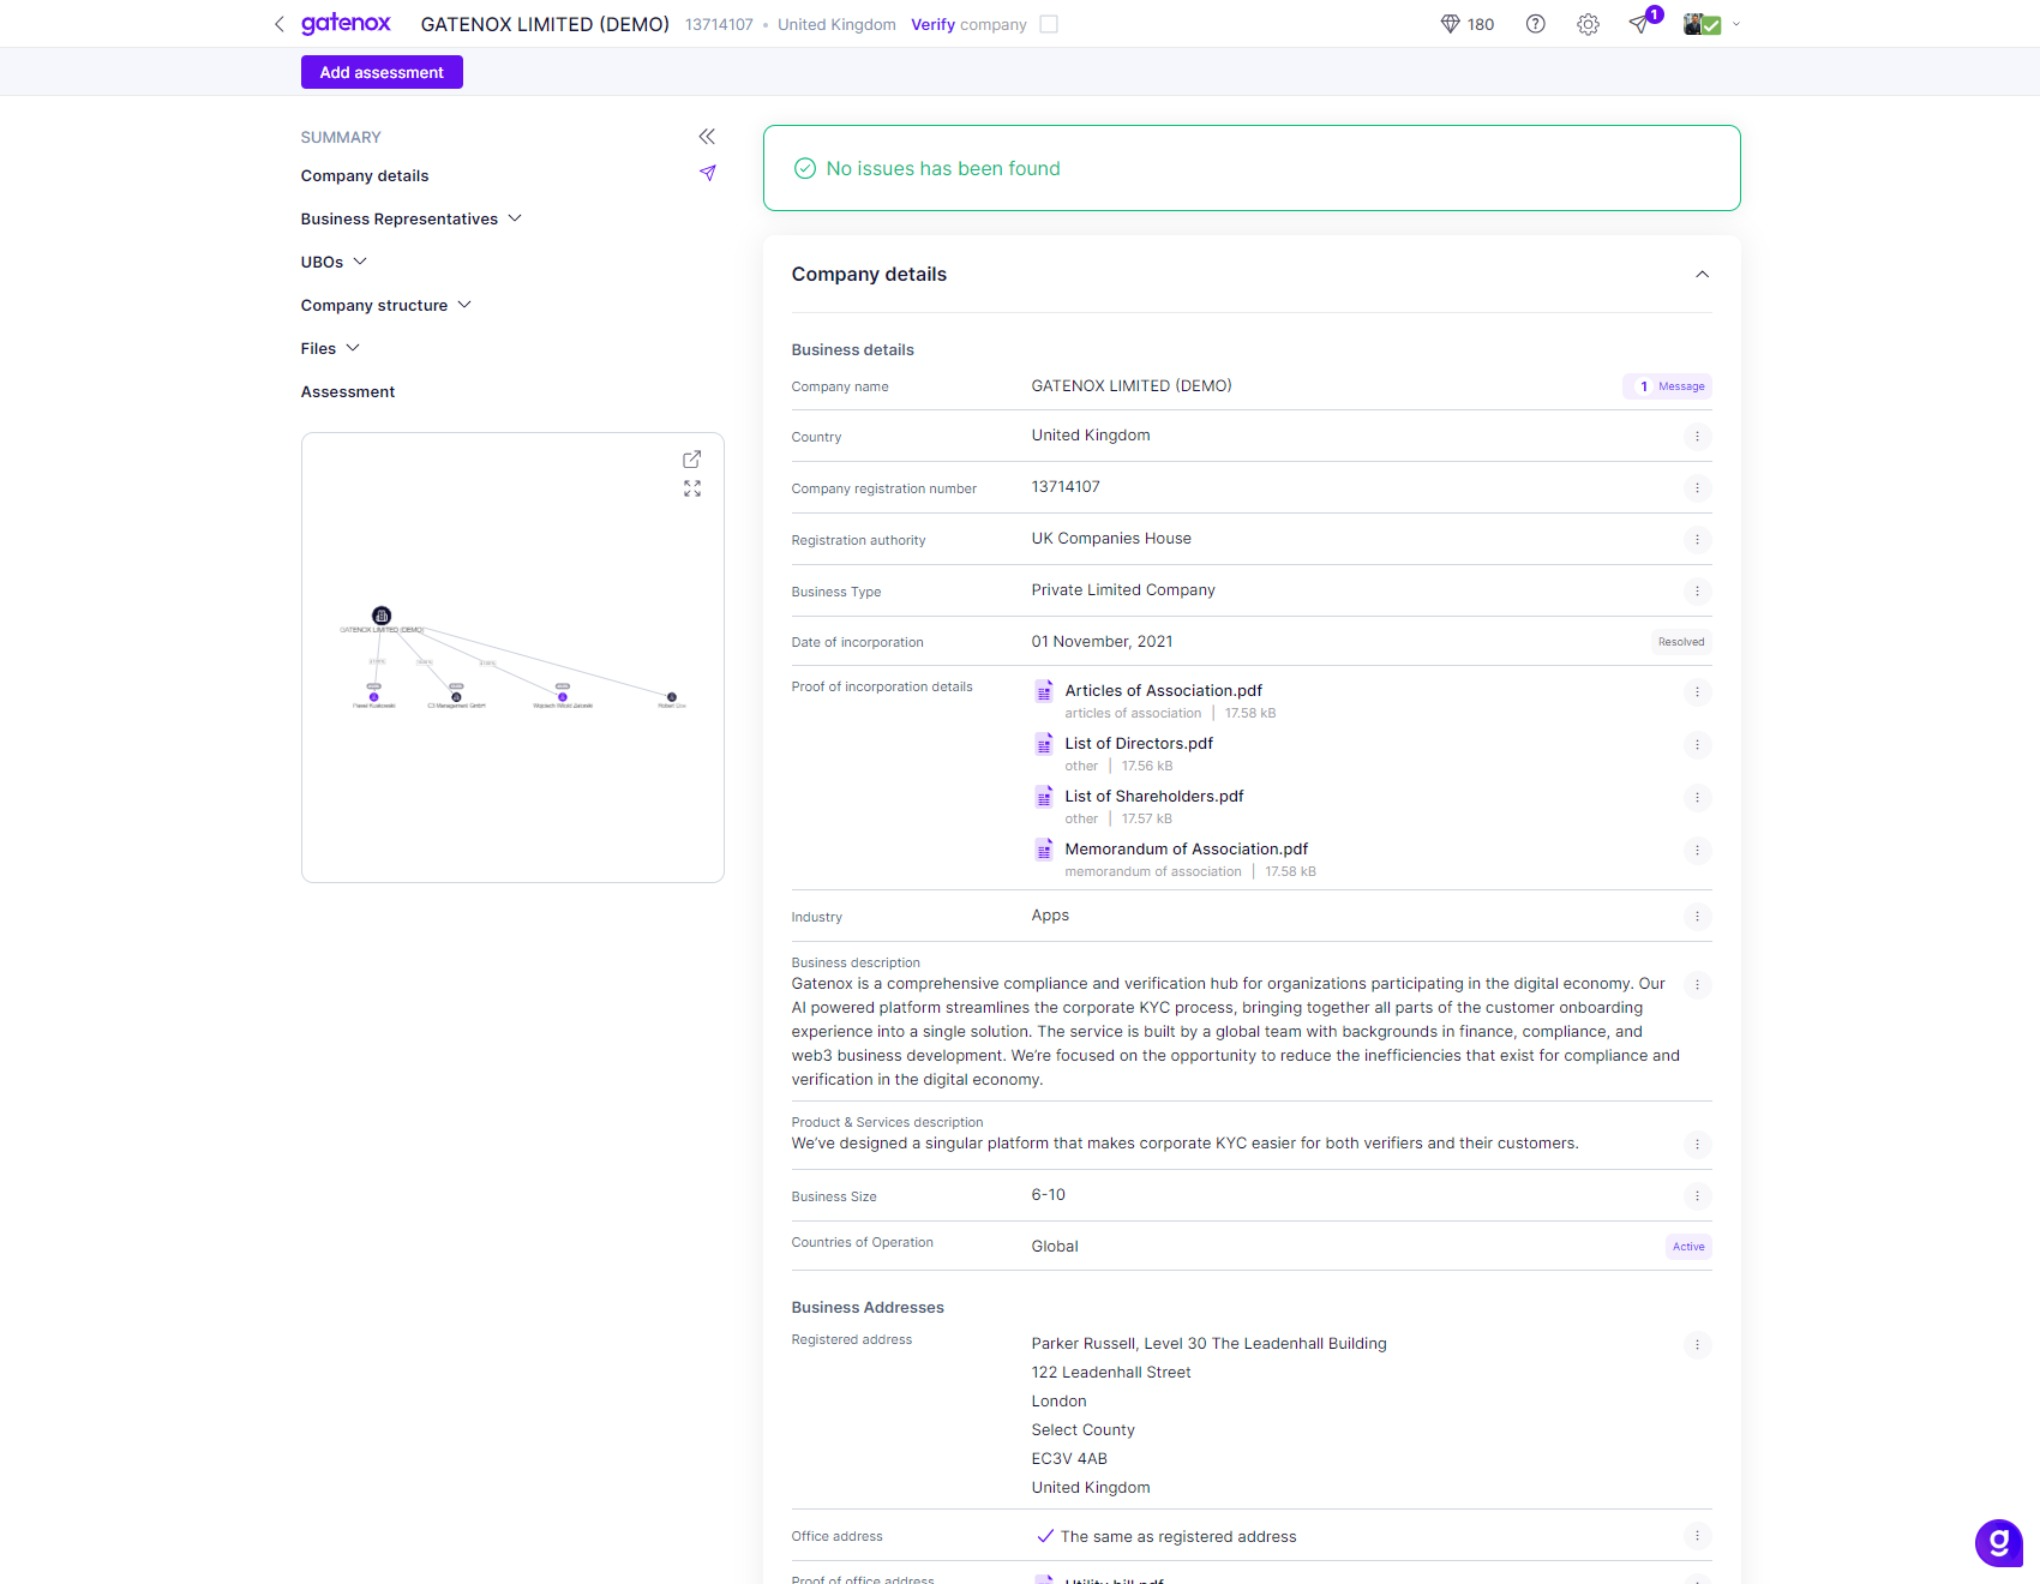 gatenox GATENOX LIMITED (DEMO) 13714107 • United Kingdom Verify company 180 1
Add assessment
SUMMARY
Company details
Business Representatives
UBOs
Company structure
Files
Assessment
GATENOX LIMITED (DEMO)
C3 Management GmbH
No issues has been found
Company details
Business details
Company name GATENOX LIMITED (DEMO) 1 Message
Country United Kingdom
Company registration number 13714107
Registration authority UK Companies House
Business Type Private Limited Company
Date of incorporation 01 November, 2021 Resolved
Proof of incorporation details Articles of Association.pdf
articles of association | 17.58 kB
List of Directors.pdf
other | 17.56 kB
List of Shareholders.pdf
other | 17.57 kB
Memorandum of Association.pdf
memorandum of association | 17.58 kB
Industry Apps
Business description
Gatenox is a comprehensive compliance and verification hub for organizations participating in the digital economy. Our
AI powered platform streamlines the corporate KYC process, bringing together all parts of the customer onboarding
experience into a single solution. The service is built by a global team with backgrounds in finance, compliance, and
web3 business development. We're focused on the opportunity to reduce the inefficiencies that exist for compliance and
verification in the digital economy.
Product & Services description
We've designed a singular platform that makes corporate KYC easier for both verifiers and their customers.
Business Size 6-10
Countries of Operation Global Active
Business Addresses
Registered address Parker Russell, Level 30 The Leadenhall Building
122 Leadenhall Street
London
Select County
EC3V 4AB
United Kingdom
Office address The same as registered address
Proof of office address Utility bill.pdf
g